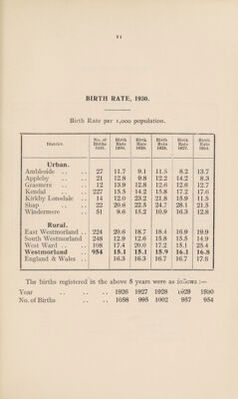 11
BIRTH RATE, 1930.
Birth Rate per 1,000 population.
District. No. of Births 1930. Birth Rate 1930. Birth Rate 1929. Birth Rate 1928. Birth Rate 1927. Birth Rate
Urban.
Ambleside .. .. 27 11.7 9.1 11.5 8.2 13.7
Appleby .. .. 21 12.8 9.8 12.2 14.2 8.3
Grasmere .. .. 12 13.9 12.8 12.6 12.6 12.7
Kendal .. .. 227 15.5 14.2 15.8 17.2 17.6
Kirkby Lonsdale .. 14 12.0 23.2 21.8 15.9 11.5
Shap .. .. 22 20.6 22.5 24.7 28.1 21.5
Windermere .. 51 9.6 15.2 10.9 16.3 12.8
Rural.
East Westmorland .. 224 20.6 18.7 18.4 16.9 19.9
South Westmorland 248 12.9 12.6 15.8 15.5 14.9
West Ward .. .. 108 17.4 20.0 17.2 15.1 25.4
Westmorland .. 954 15.1 15.1 15.9 16.1 16.8
England & Wales .. 16.3 16.3 16.7 16.7 17.8
The births registered in the above 5 years were as follows :—
Year .. .. .. 1926 1927 1928 1929 1930
No. of Births .. .. 1058 995 1002 957 954